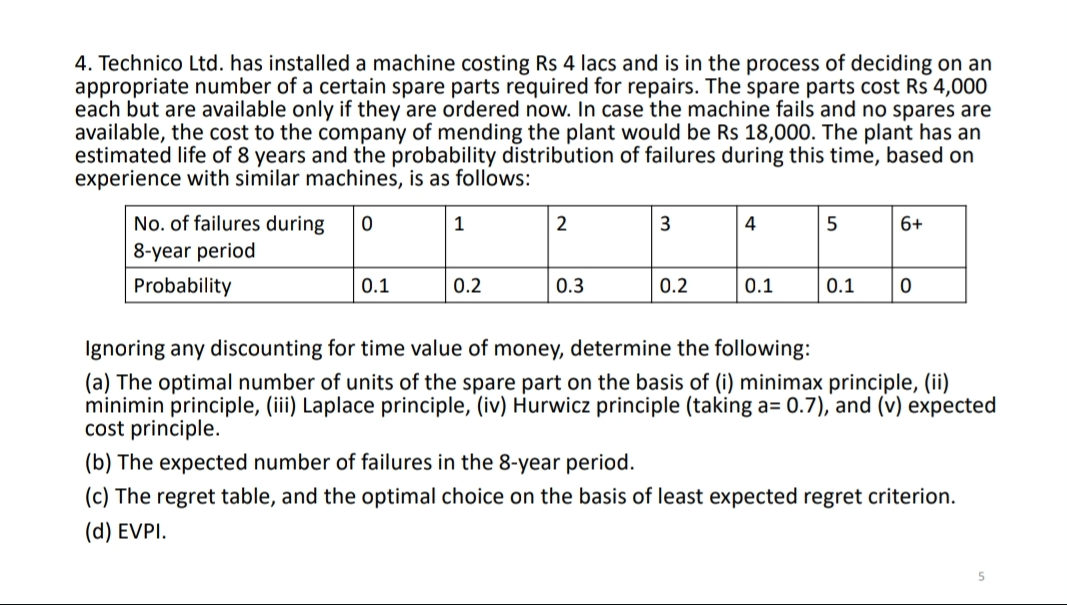 4. Technico Ltd. has installed a machine costing Rs 4 lacs and is in the process of deciding on an
appropriate number of a certain spare parts required for repairs. The spare parts cost Rs 4,000
each but are available only if they are ordered now. In case the machine fails and no spares are
available, the cost to the company of mending the plant would be Rs 18,000. The plant has an
estimated life of 8 years and the probability distribution of failures during this time, based on
experience with similar machines, is as follows:
No. of failures during 0 1 2 3 4 5 6+
8-year period
Probability 0.1 0.2 0.3 0.2 0.1 0.1 0
Ignoring any discounting for time value of money, determine the following:
(a) The optimal number of units of the spare part on the basis of (i) minimax principle, (ii)
minimin principle, (iii) Laplace principle, (iv) Hurwicz principle (taking a= 0.7), and (v) expected
cost principle.
(b) The expected number of failures in the 8-year period.
(c) The regret table, and the optimal choice on the basis of least expected regret criterion.
(d) EVPI.
5